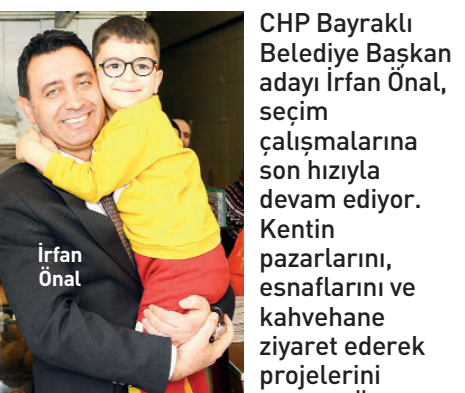 CHP Bayraklı
Belediye Başkan
adayı İrfan Önal,
seçim
çalışmalarına
son hızıyla
devam ediyor.
Kentin
pazarlarını,
esnaflarını ve
kahvehane
ziyaret ederek
projelerini
İrfan
Önal